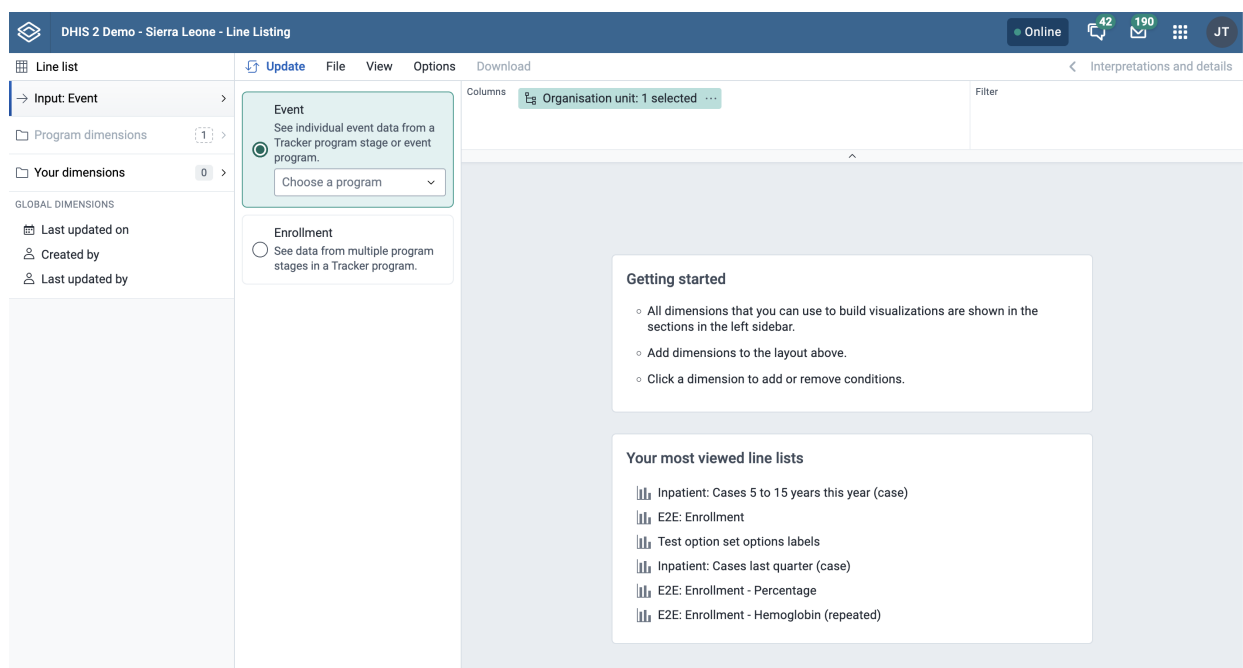 DHIS 2 Demo - Sierra Leone - Line Listing
Online
42
190
JT
Line list
Update File View Options Download
Interpretations and details
Input: Event
Program dimensions 1
Your dimensions 0
GLOBAL DIMENSIONS
Last updated on
Created by
Last updated by
Event
See individual event data from a
Tracker program stage or event
program.
Choose a program
Enrollment
See data from multiple program
stages in a Tracker program.
Columns
Organisation unit: 1 selected ...
Filter
Getting started
All dimensions that you can use to build visualizations are shown in the
sections in the left sidebar.
Add dimensions to the layout above.
Click a dimension to add or remove conditions.
Your most viewed line lists
Inpatient: Cases 5 to 15 years this year (case)
E2E: Enrollment
Test option set options labels
Inpatient: Cases last quarter (case)
E2E: Enrollment - Percentage
E2E: Enrollment - Hemoglobin (repeated)